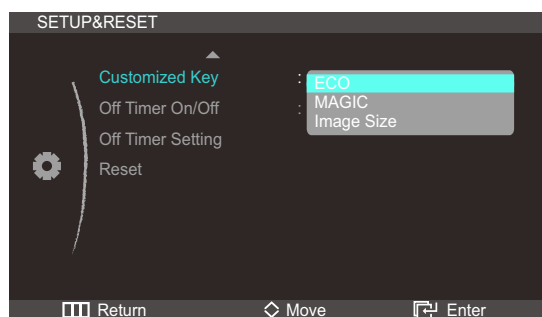 SETUP&RESET
Customized Key : ECO
MAGIC
Off Timer On/Off :
Image Size
Off Timer Setting
Reset
Return Move Enter